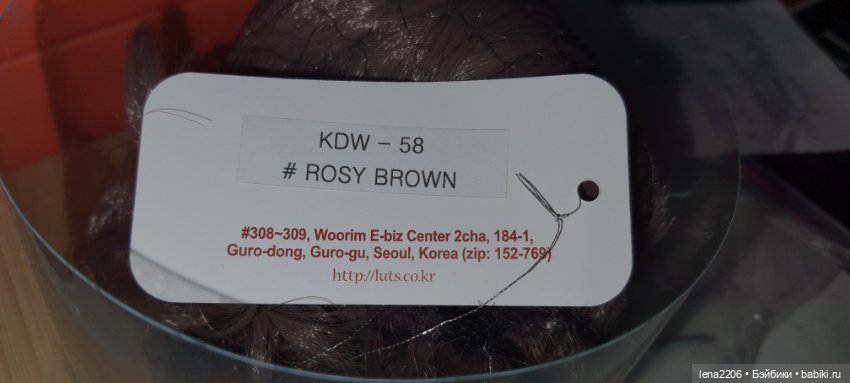 KDW - 58
# ROSY BROWN
#308~309, Woorim E-biz Center 2cha, 184-1,
Guro-dong, Guro-gu, Seoul, Korea (zip: 152-769)
http://luts.co.kr
lena2206 • Бэйбики • babiki.ru